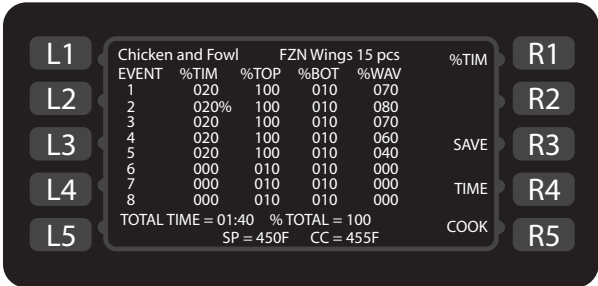 L1 Chicken and Fowl FZN Wings 15 pcs %TIM R1
EVENT %TIM %TOP %BOT %WAV
1 020 100 010 070
L2 2 020% 100 010 080 R2
3 020 100 010 070
L3 4 020 100 010 060 SAVE R3
5 020 100 010 040
6 000 010 010 000
L4 7 000 010 010 000 TIME R4
8 000 010 010 000
TOTAL TIME = 01:40 % TOTAL = 100
L5 SP = 450F CC = 455F COOK R5